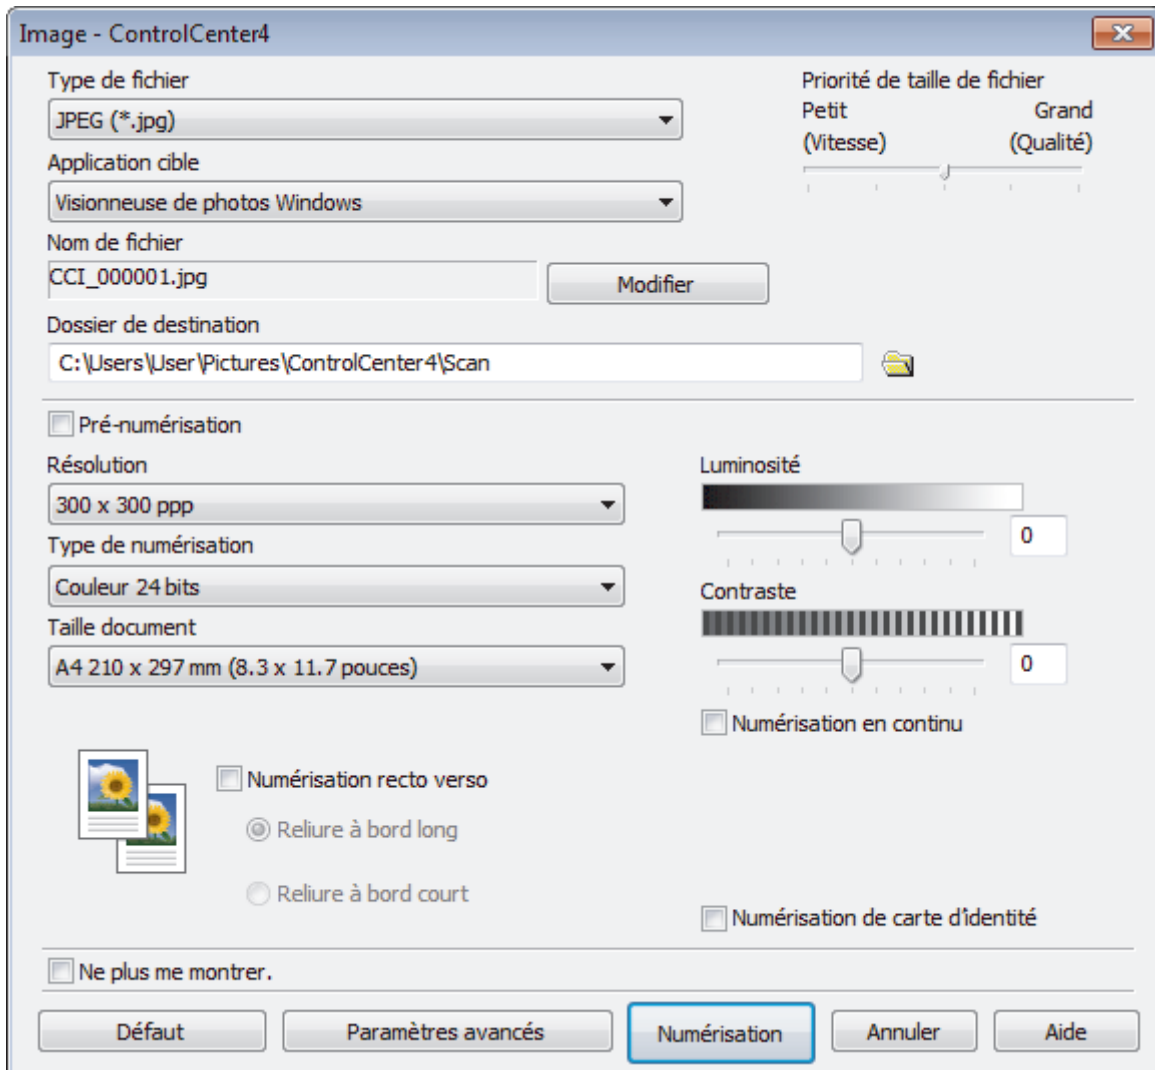 Image - ControlCenter4
Type de fichier
JPEG (*.jpg)
Application cible
Visionneuse de photos Windows
Nom de fichier
CCI_000001.jpg
Modifier
Dossier de destination
C:\Users\User\Pictures\ControlCenter4\Scan
Priorité de taille de fichier
Petit Grand
(Vitesse) (Qualité)
Pré-numérisation
Résolution
300 x 300 ppp
Type de numérisation
Couleur 24 bits
Taille document
A4 210 x 297 mm (8.3 x 11.7 pouces)
Luminosité
0
Contraste
0
Numérisation en continu
Numérisation recto verso
Reliure à bord long
Reliure à bord court
Numérisation de carte d'identité
Ne plus me montrer.
Défaut Paramètres avancés Numérisation Annuler Aide